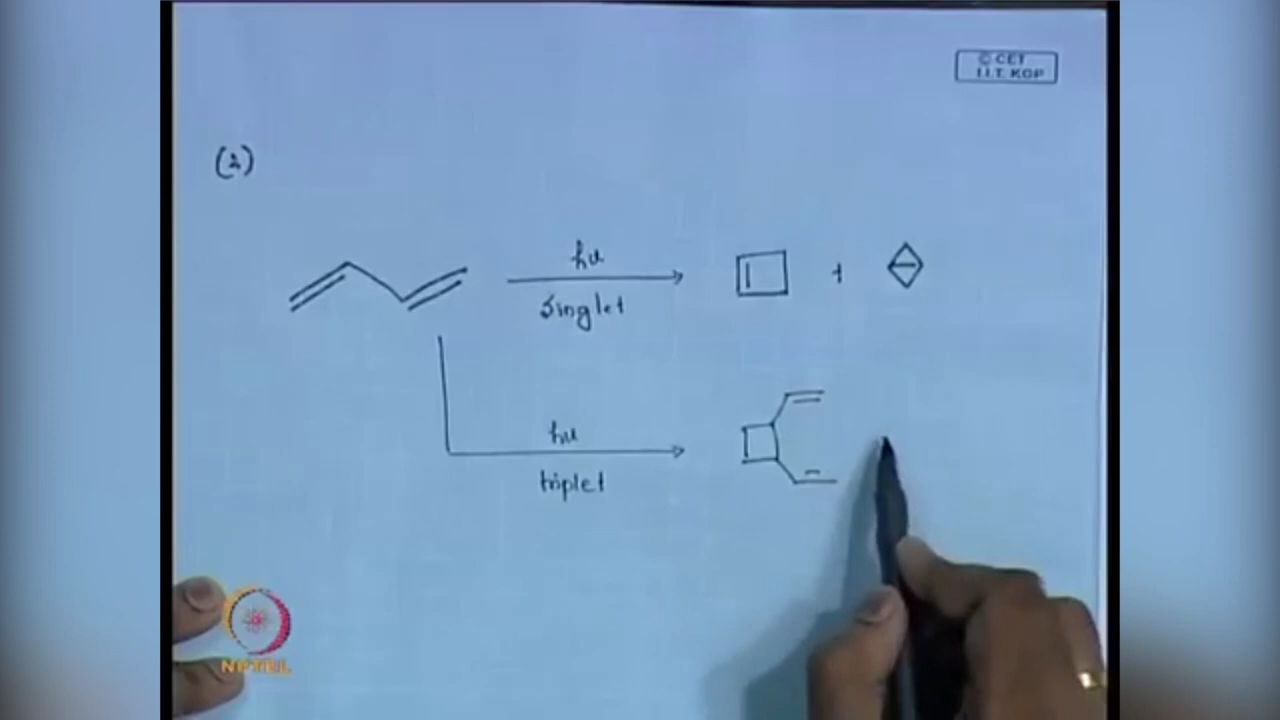 © CET
I.I.T. KGP
(2)
hν
singlet
+
hν
triplet
NPTEL